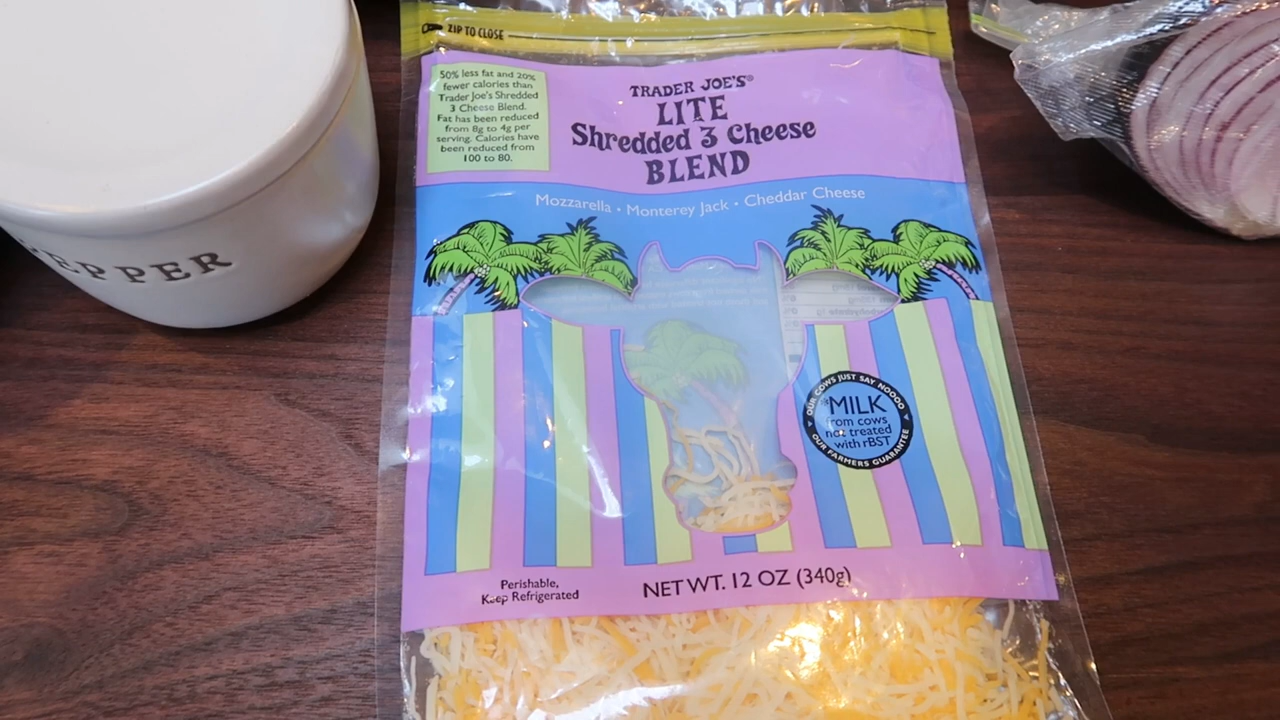 ZIP TO CLOSE
50% less fat and 20%
fewer calories than
Trader Joe's Shredded
3 Cheese Blend.
Fat has been reduced
from 8g to 4g per
serving. Calories have
been reduced from
100 to 80.
TRADER JOE'S®
LITE
Shredded 3 Cheese
BLEND
Mozzarella • Monterey Jack • Cheddar Cheese
PEPPER
OUR COWS JUST SAY NOOOO
*MILK
from cows
not treated
with rBST
OUR FARMERS GUARANTEE
Perishable,
Keep Refrigerated
NET WT. 12 OZ (340g)